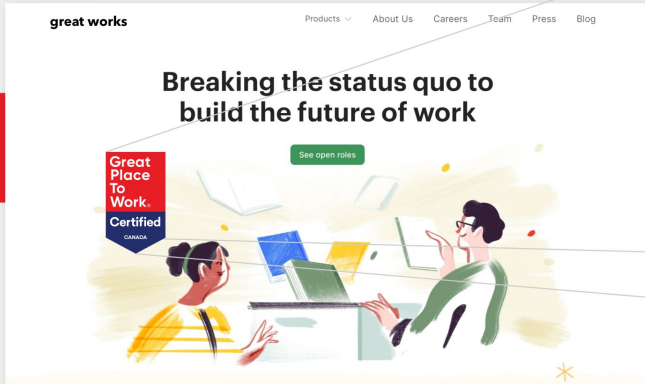 great works
Products About Us Careers Team Press Blog
Breaking the status quo to
build the future of work
See open roles
Great
Place
To
Work®
Certified
CANADA